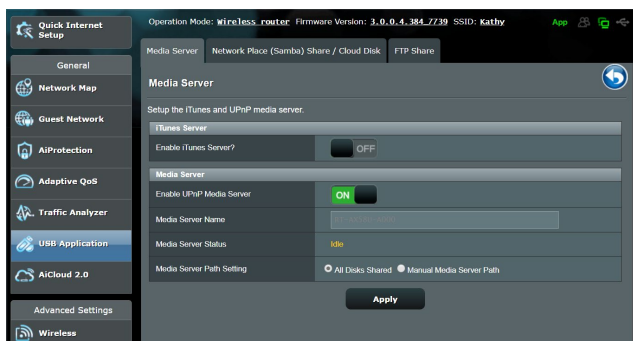 Quick Internet
Setup
Operation Mode: Wireless router Firmware Version: 3.0.0.4.384_7739 SSID: Kathy
App
Media Server Network Place (Samba) Share / Cloud Disk FTP Share
General
Network Map
Guest Network
AiProtection
Adaptive QoS
Traffic Analyzer
USB Application
AiCloud 2.0
Advanced Settings
Wireless
Media Server
Setup the iTunes and UPnP media server.
iTunes Server
Enable iTunes Server? OFF
Media Server
Enable UPnP Media Server ON
Media Server Name
Media Server Status Idle
Media Server Path Setting All Disks Shared Manual Media Server Path
Apply